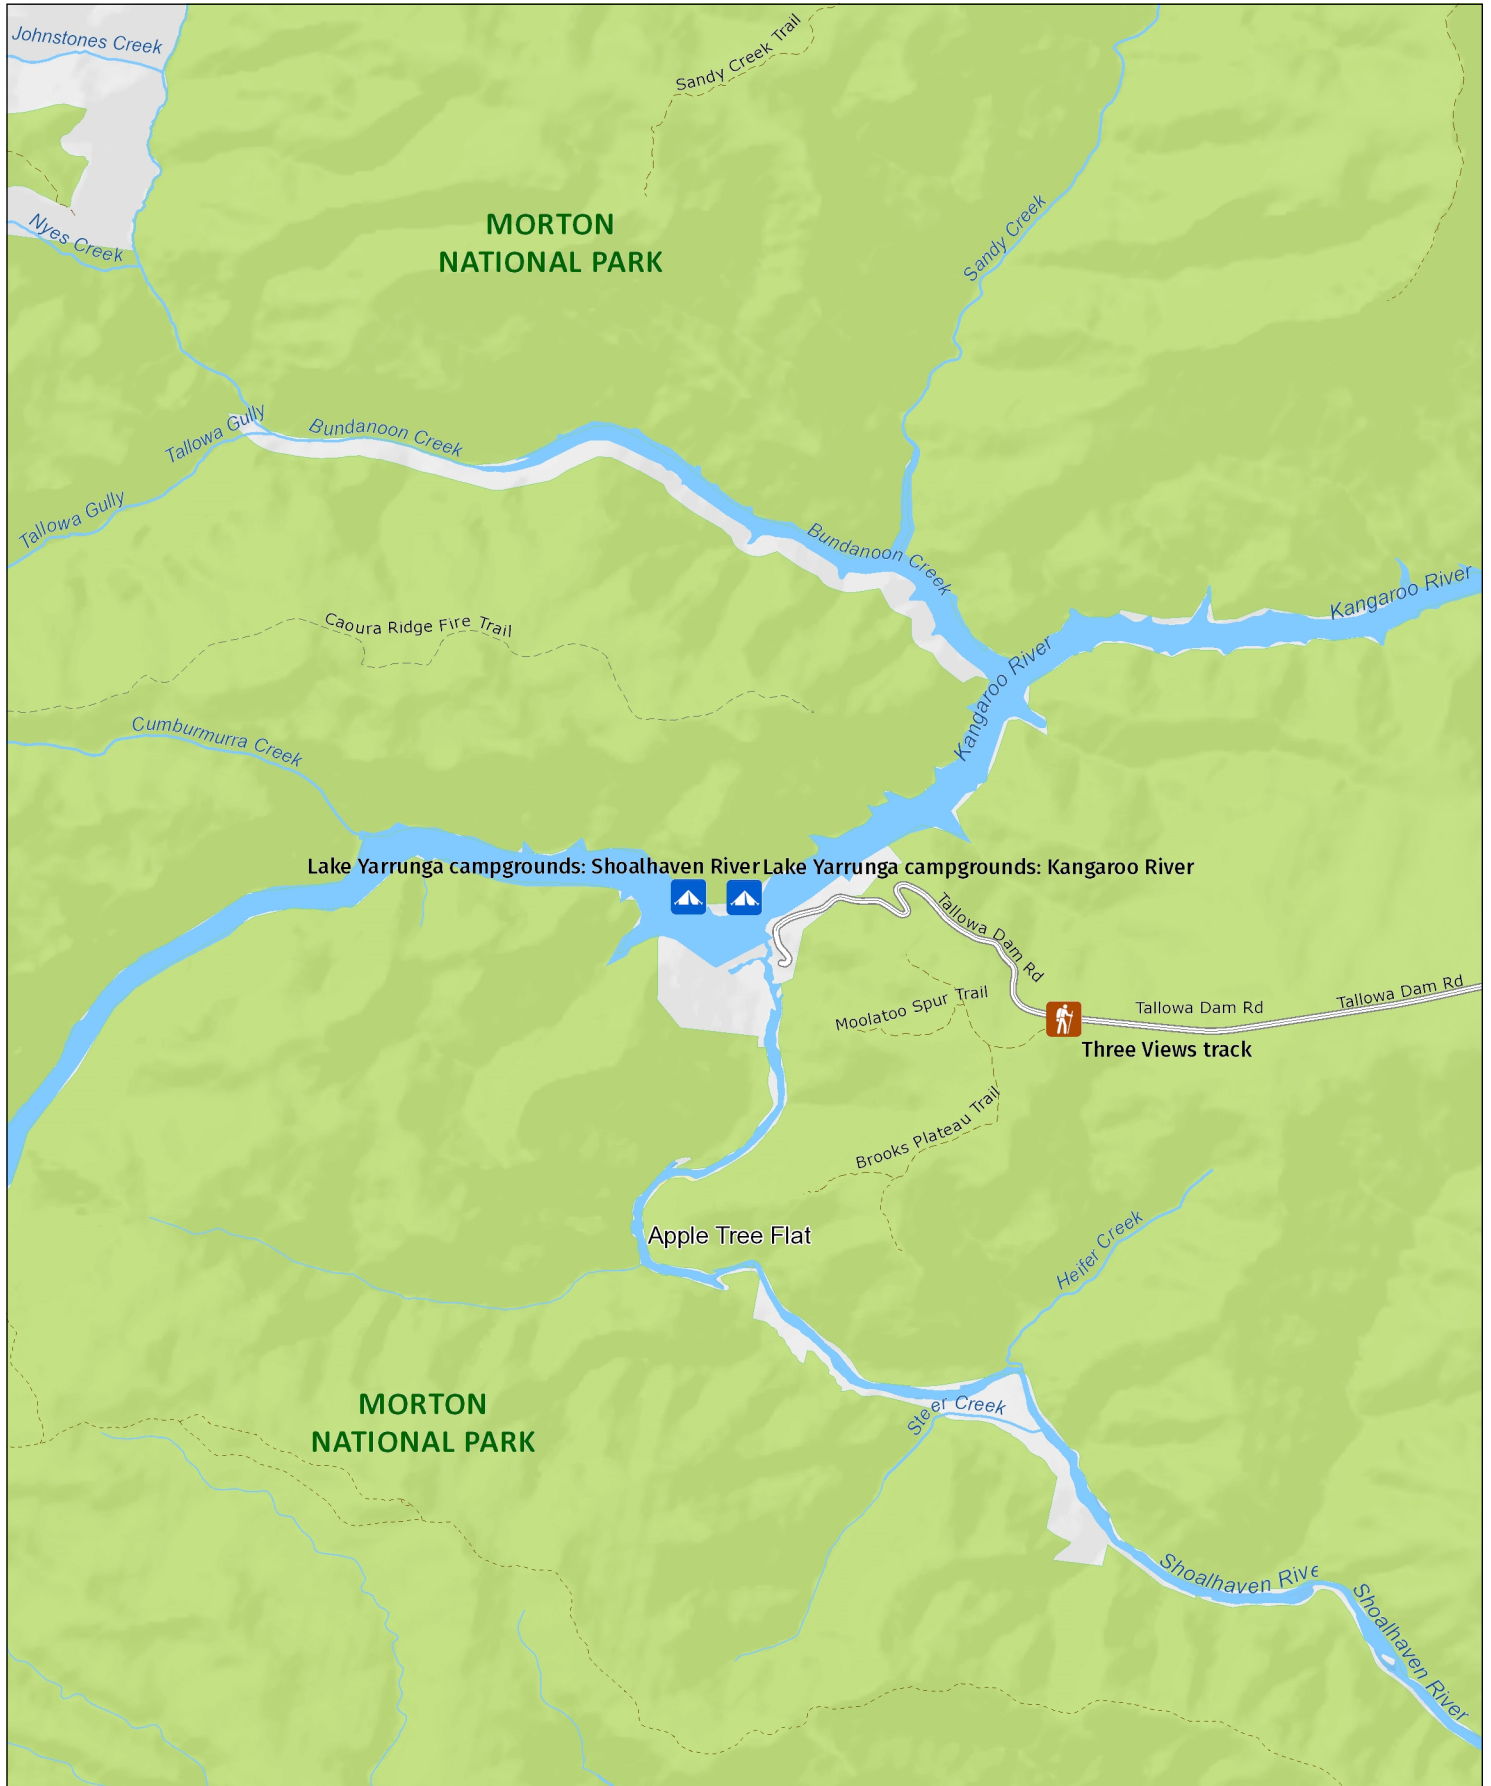 Johnstones Creek
Sandy Creek Trail
Nyes Creek
MORTON
NATIONAL PARK
Sandy Creek
Tallowa Gully
Bundanoon Creek
Tallowa Gully
Bundanoon Creek
Kangaroo River
Caoura Ridge Fire Trail
Kangaroo River
Cumburmurra Creek
Lake Yarrunga campgrounds: Shoalhaven River
Lake Yarrunga campgrounds: Kangaroo River
Tallowa Dam Rd
Moolatoo Spur Trail
Tallowa Dam Rd
Tallowa Dam Rd
Three Views track
Brooks Plateau Trail
Apple Tree Flat
Heifer Creek
MORTON
NATIONAL PARK
Steer Creek
Shoalhaven Rive
Shoalhaven River